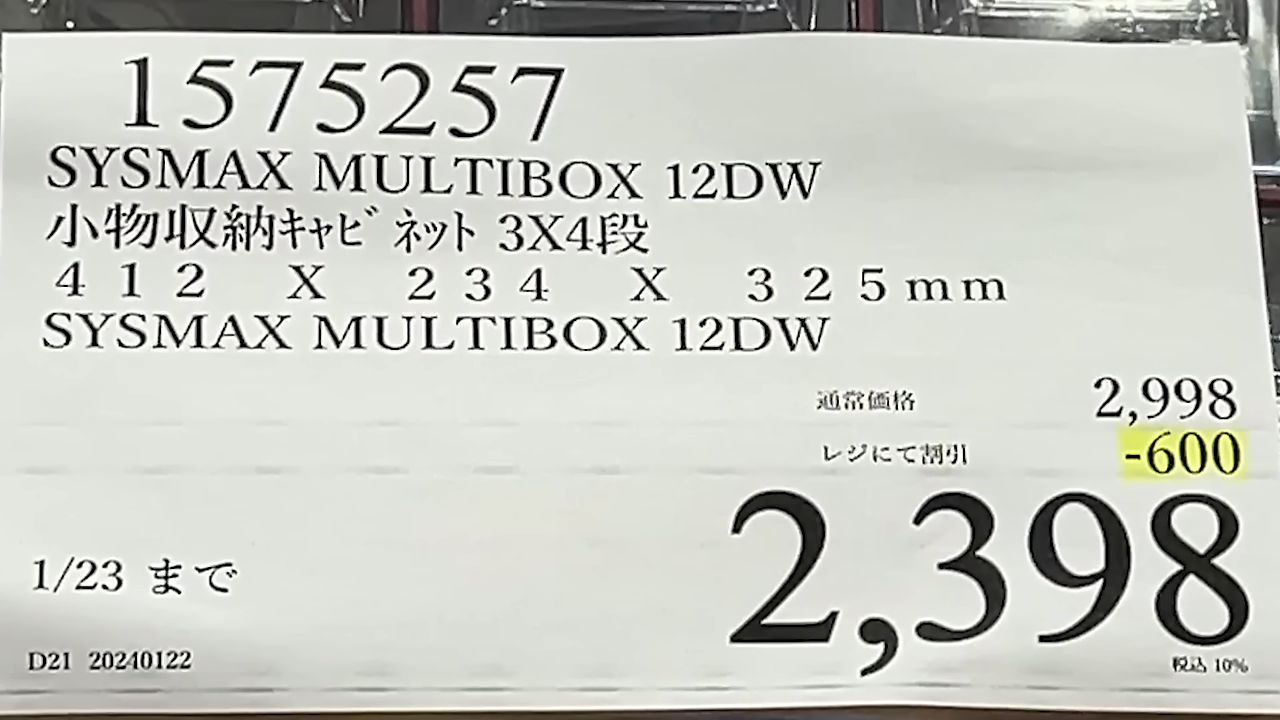 1575257
SYSMAX MULTIBOX 12DW
小物収納ｷｬﾋﾞﾈｯﾄ 3X4段
４１２　Ｘ　２３４　Ｘ　３２５ｍｍ
SYSMAX MULTIBOX 12DW
通常価格 2,998
レジにて割引 -600
2,398
1/23 まで
税込 10%
D21 20240122